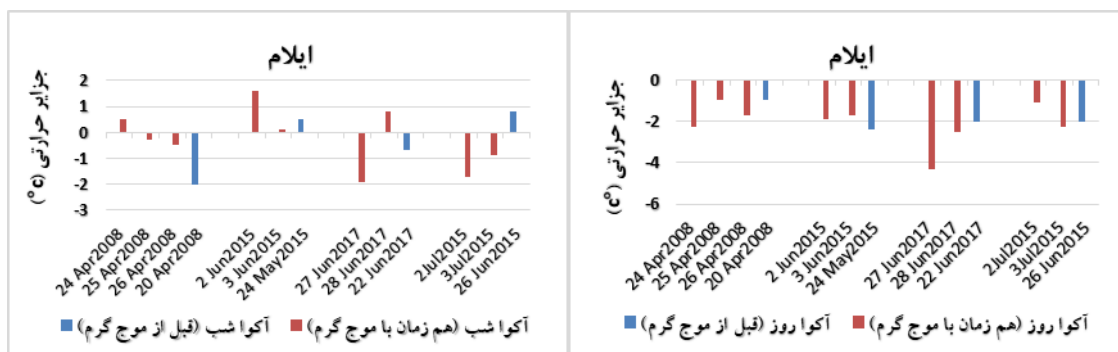 ایلام
جزایر حرارتی (°c)
2
1
0
-1
-2
-3
24 Apr2008
25 Apr2008
26 Apr2008
20 Apr2008
2 Jun2015
3 Jun2015
24 May2015
27 Jun2017
28 Jun2017
22 Jun2017
2Jul2015
3Jul2015
26 Jun2015
آکوا شب (هم زمان با موج گرم)
آکوا شب (قبل از موج گرم)
ایلام
جزایر حرارتی (c°)
0
-2
-4
-6
24 Apr2008
25 Apr2008
26 Apr2008
20 Apr2008
2 Jun2015
3 Jun2015
24 May2015
27 Jun2017
28 Jun2017
22 Jun2017
2Jul2015
3Jul2015
26 Jun2015
آکوا روز (هم زمان با موج گرم)
آکوا روز (قبل از موج گرم)